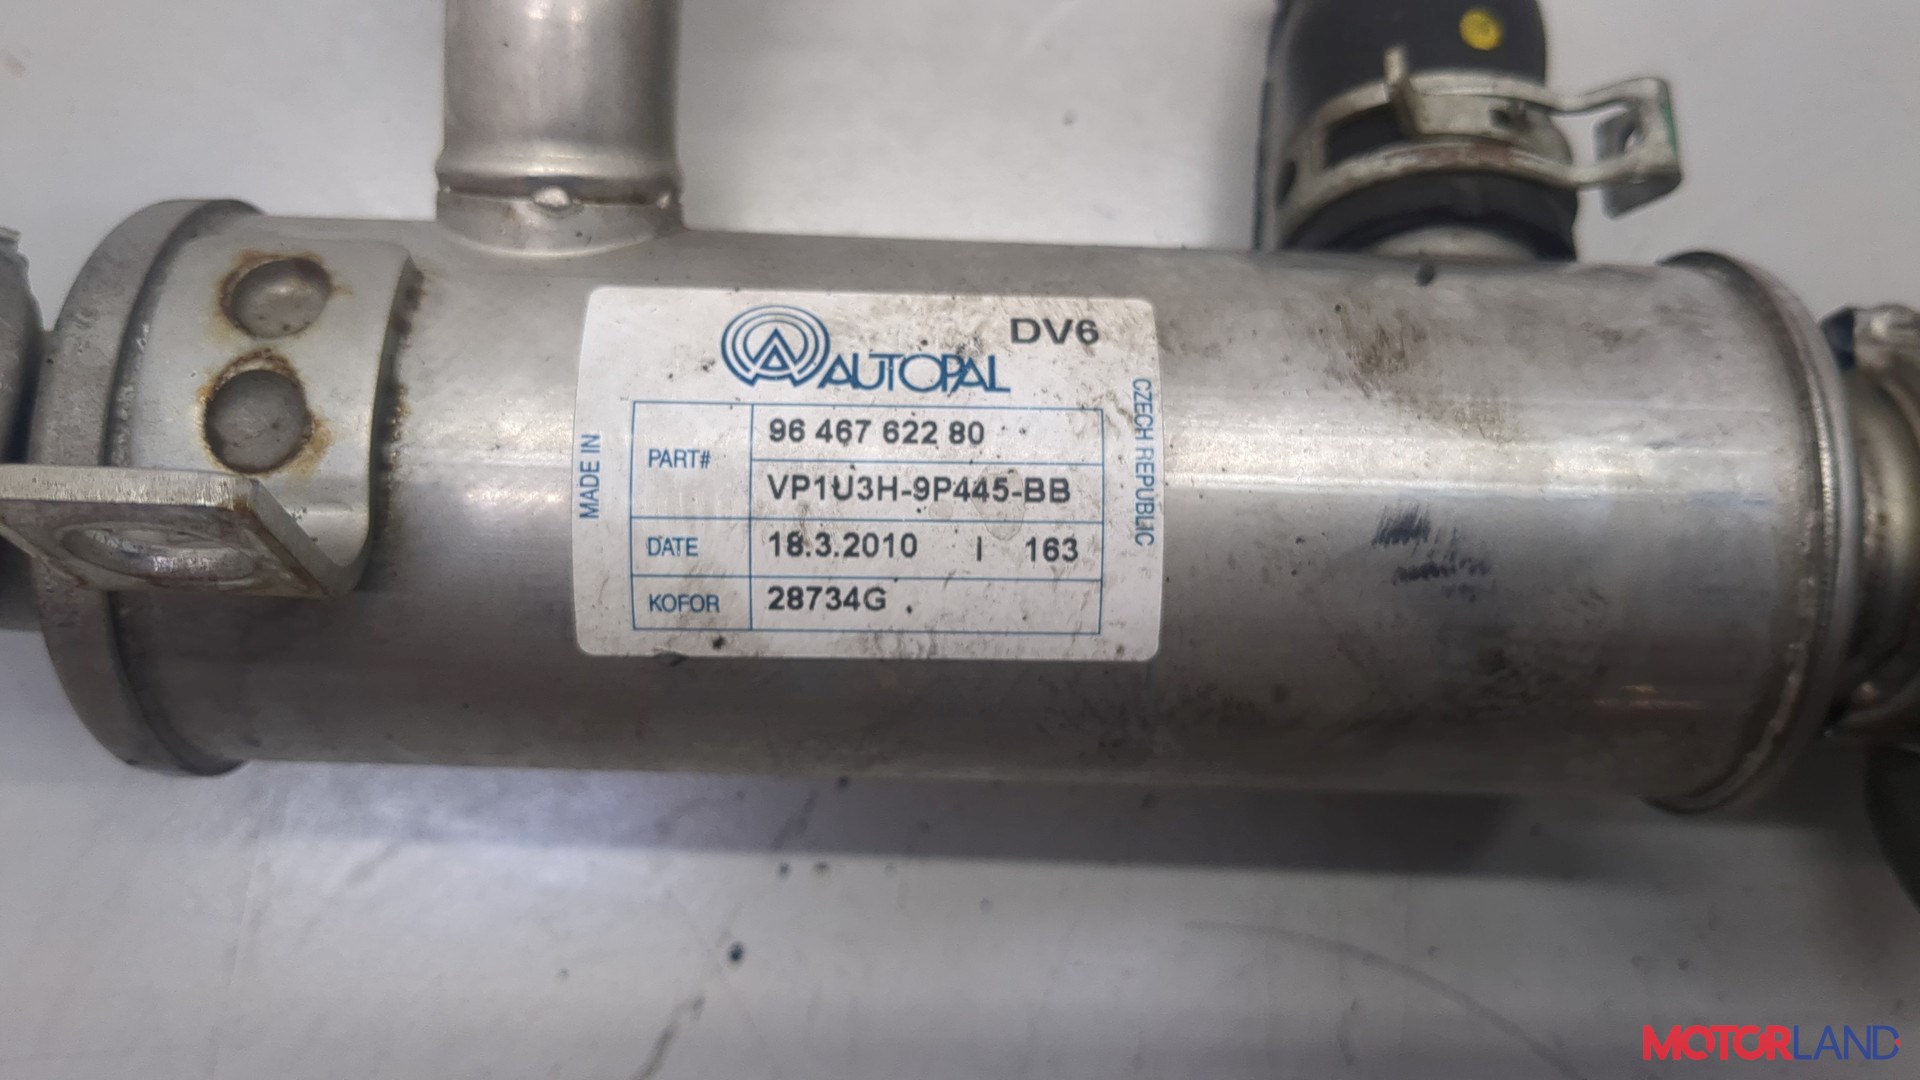 DV6
AUTOPAL
MADE IN
CZECH REPUBLIC
PART# 96 467 622 80
VP1U3H-9P445-BB
DATE 18.3.2010 I 163
KOFOR 28734G
MOTORLAND